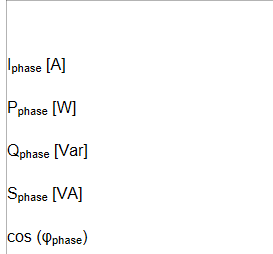 Iphase [A]
Pphase [W]
Qphase [Var]
Sphase [VA]
cos (φphase)